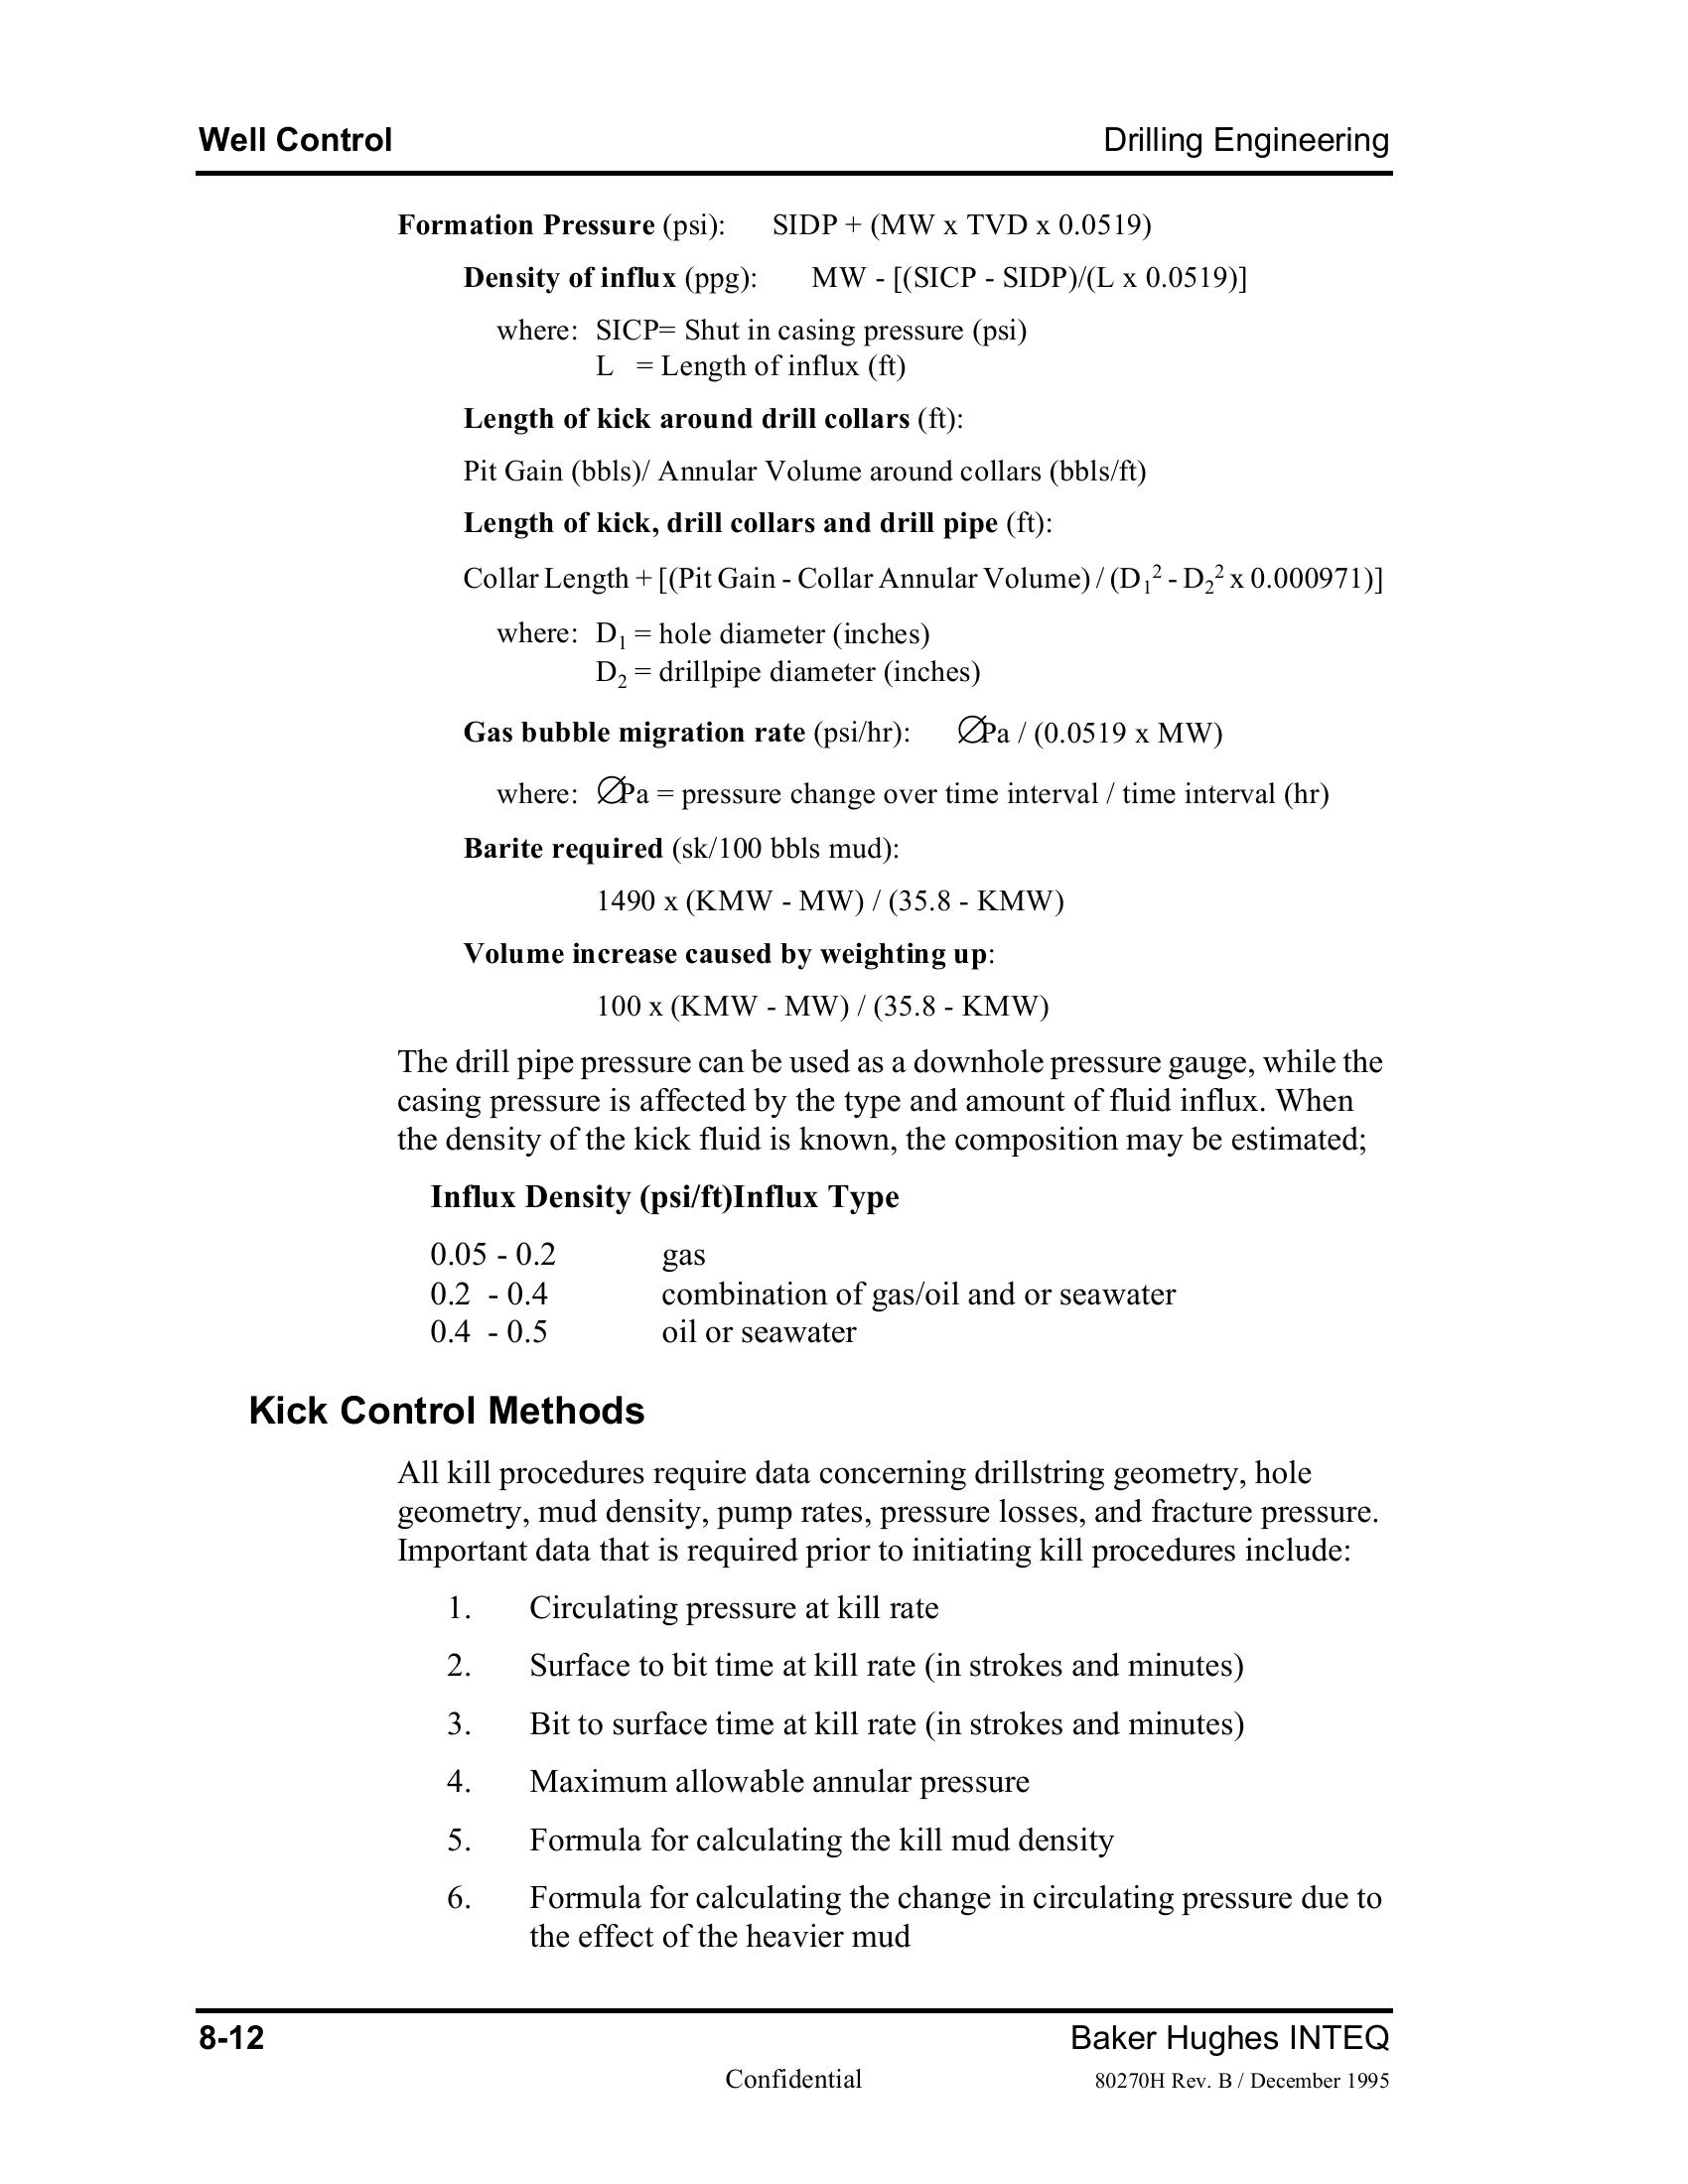 Well Control Drilling Engineering
Formation Pressure (psi): SIDP + (MW x TVD x 0.0519)
Density of influx (ppg): MW - [(SICP - SIDP)/(L x 0.0519)]
where: SICP= Shut in casing pressure (psi)
L = Length of influx (ft)
Length of kick around drill collars (ft):
Pit Gain (bbls)/ Annular Volume around collars (bbls/ft)
Length of kick, drill collars and drill pipe (ft):
Collar Length + [(Pit Gain - Collar Annular Volume) / (D₁² - D₂² x 0.000971)]
where: D₁ = hole diameter (inches)
D₂ = drillpipe diameter (inches)
Gas bubble migration rate (psi/hr): ∅Pa / (0.0519 x MW)
where: ∅Pa = pressure change over time interval / time interval (hr)
Barite required (sk/100 bbls mud):
1490 x (KMW - MW) / (35.8 - KMW)
Volume increase caused by weighting up:
100 x (KMW - MW) / (35.8 - KMW)
The drill pipe pressure can be used as a downhole pressure gauge, while the
casing pressure is affected by the type and amount of fluid influx. When
the density of the kick fluid is known, the composition may be estimated;
Influx Density (psi/ft)Influx Type
0.05 - 0.2 gas
0.2 - 0.4 combination of gas/oil and or seawater
0.4 - 0.5 oil or seawater
Kick Control Methods
All kill procedures require data concerning drillstring geometry, hole
geometry, mud density, pump rates, pressure losses, and fracture pressure.
Important data that is required prior to initiating kill procedures include:
1. Circulating pressure at kill rate
2. Surface to bit time at kill rate (in strokes and minutes)
3. Bit to surface time at kill rate (in strokes and minutes)
4. Maximum allowable annular pressure
5. Formula for calculating the kill mud density
6. Formula for calculating the change in circulating pressure due to
the effect of the heavier mud
8-12 Baker Hughes INTEQ
Confidential 80270H Rev. B / December 1995